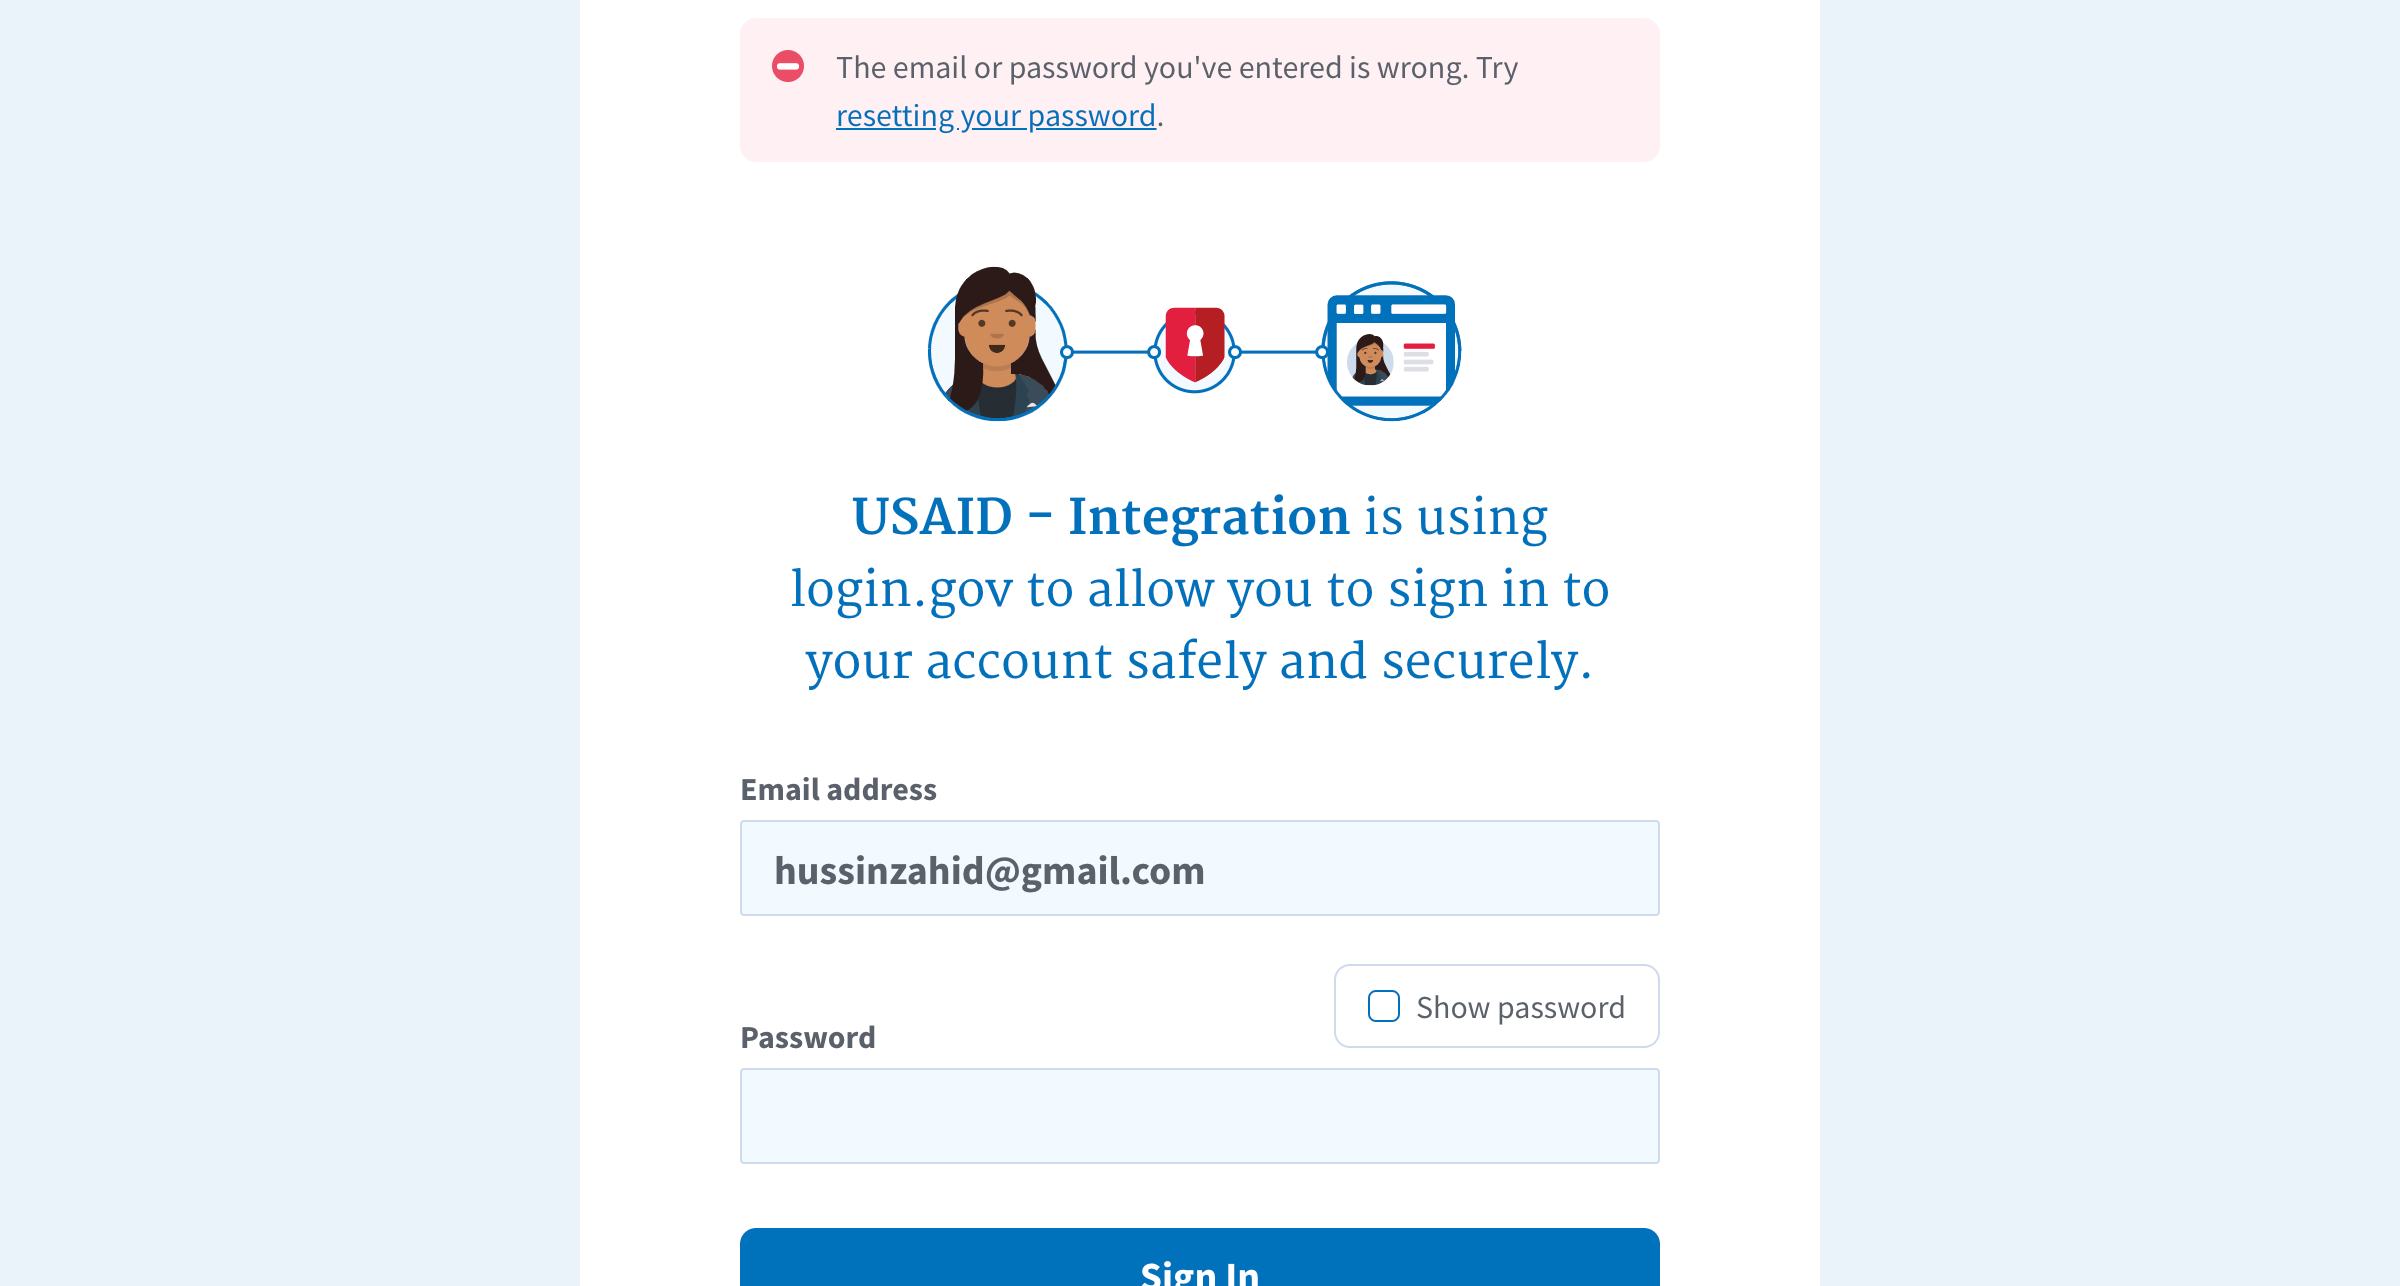 The email or password you've entered is wrong. Try
resetting your password.
USAID - Integration is using
login.gov to allow you to sign in to
your account safely and securely.
Email address
hussinzahid@gmail.com
Show password
Password
Sign In